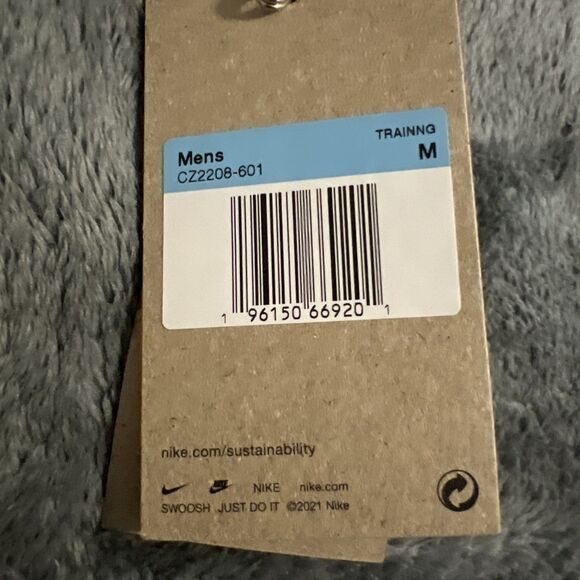 Mens TRAINNG
CZ2208-601 M
1 96150 66920 1
nike.com/sustainability
NIKE nike.com
SWOOSH JUST DO IT ©2021 Nike